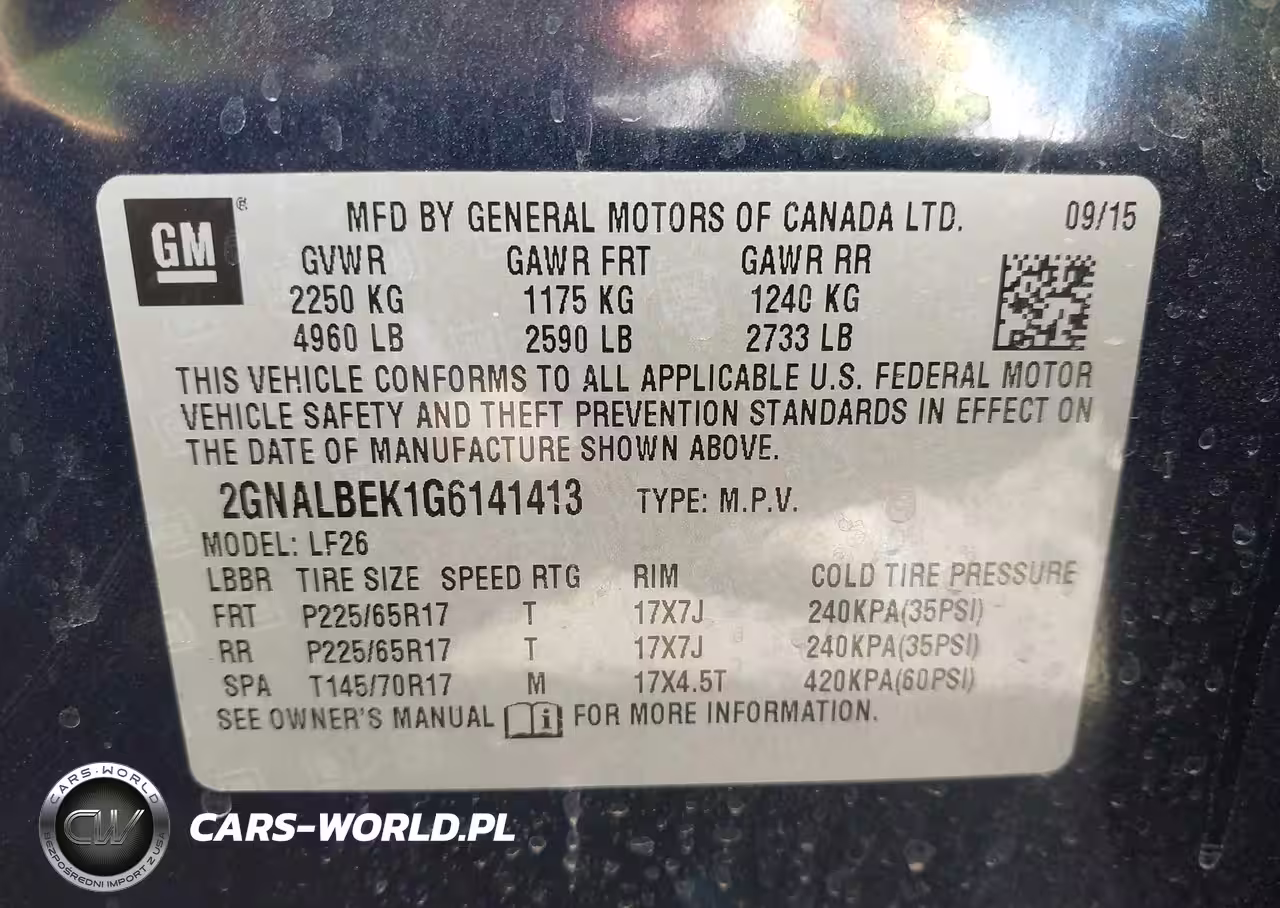 GM ® MFD BY GENERAL MOTORS OF CANADA LTD. 09/15
GVWR GAWR FRT GAWR RR
2250 KG 1175 KG 1240 KG
4960 LB 2590 LB 2733 LB
THIS VEHICLE CONFORMS TO ALL APPLICABLE U.S. FEDERAL MOTOR
VEHICLE SAFETY AND THEFT PREVENTION STANDARDS IN EFFECT ON
THE DATE OF MANUFACTURE SHOWN ABOVE.
2GNALBEK1G6141413 TYPE: M.P.V.
MODEL: LF26
LBBR TIRE SIZE SPEED RTG RIM COLD TIRE PRESSURE
FRT P225/65R17 T 17X7J 240KPA(35PSI)
RR P225/65R17 T 17X7J 240KPA(35PSI)
SPA T145/70R17 M 17X4.5T 420KPA(60PSI)
SEE OWNER'S MANUAL i FOR MORE INFORMATION.
CARS-WORLD
CW
BEZPOŚREDNI IMPORT Z USA
CARS-WORLD.PL